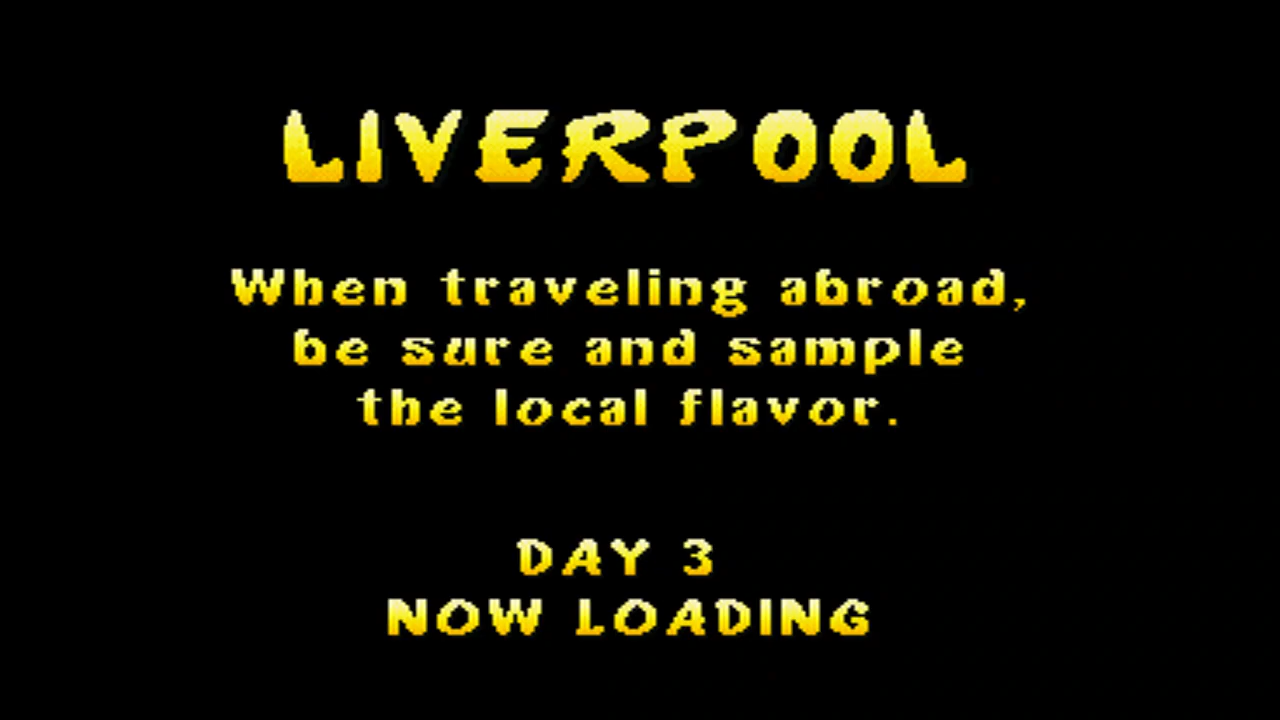 LIVERPOOL
When traveling abroad,
be sure and sample
the local flavor.
DAY 3
NOW LOADING